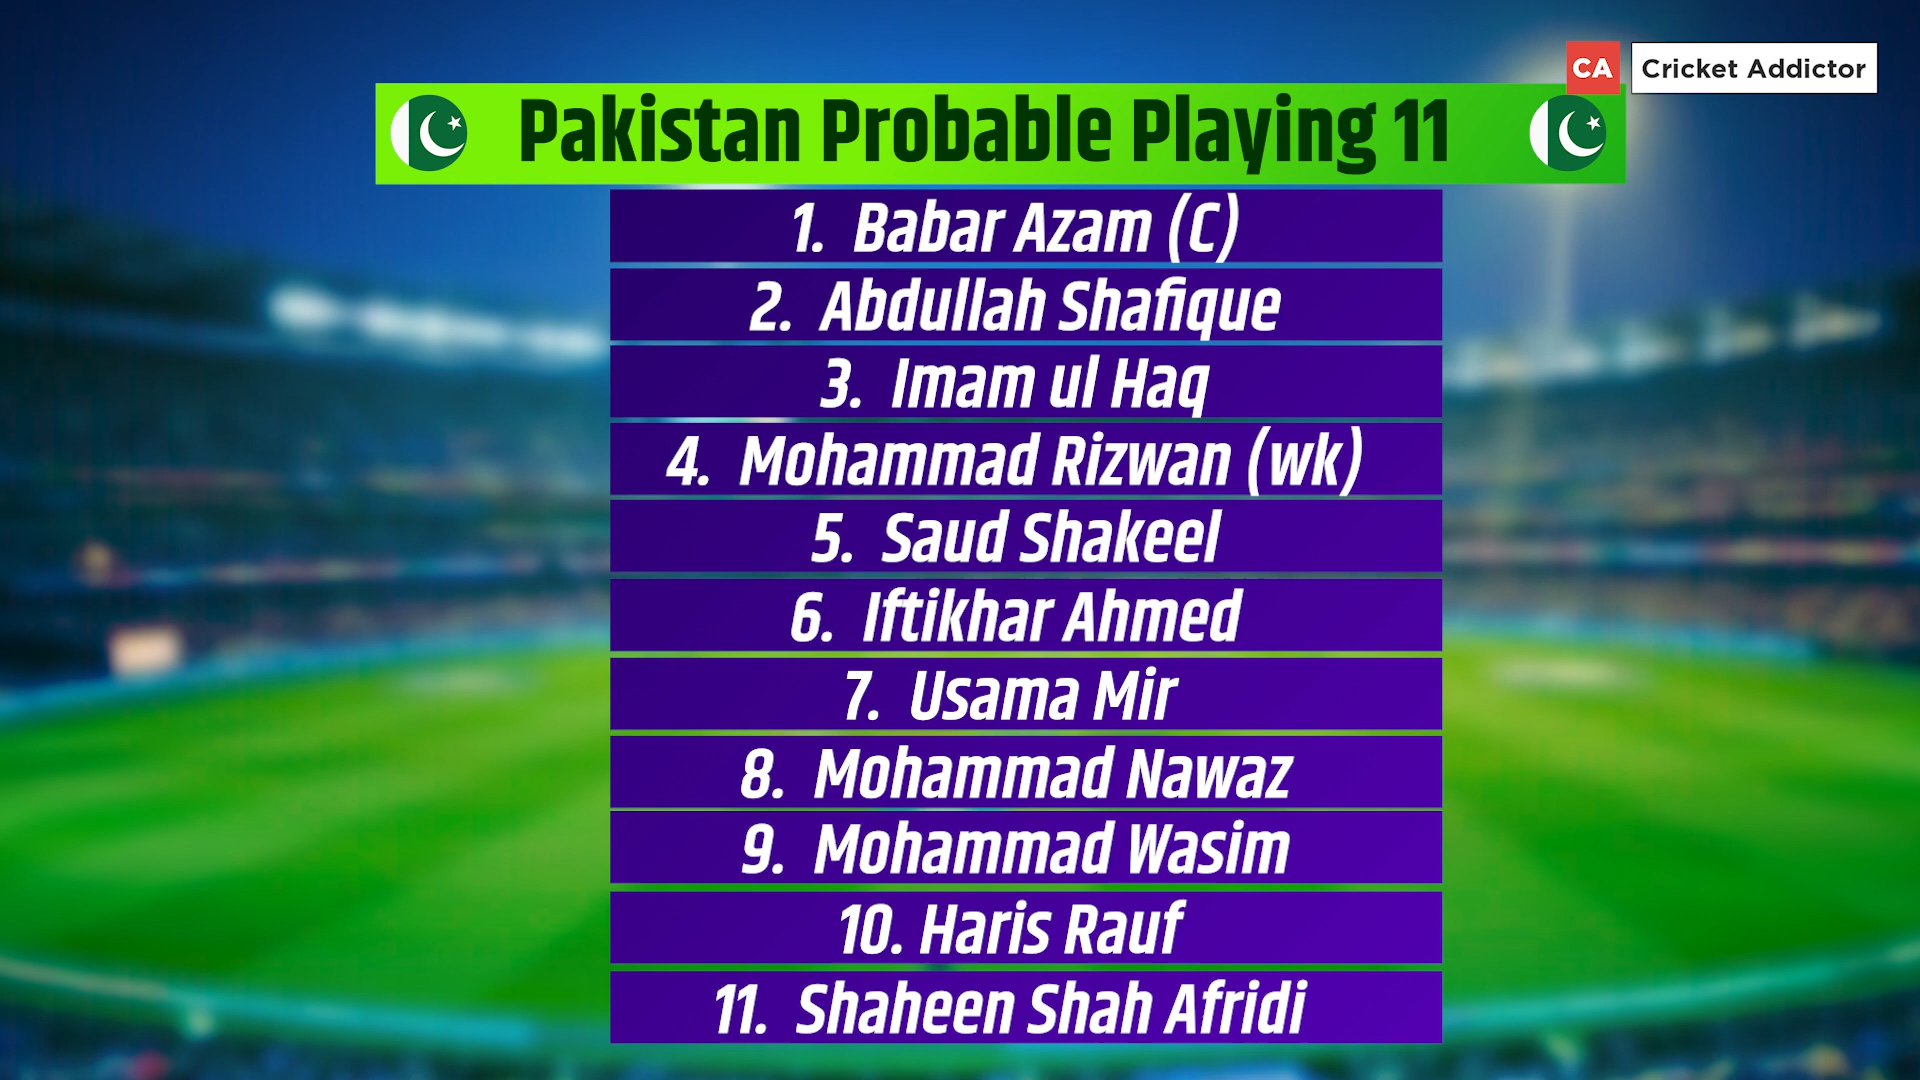 CA Cricket Addictor
Pakistan Probable Playing 11
1. Babar Azam (C)
2. Abdullah Shafique
3. Imam ul Haq
4. Mohammad Rizwan (wk)
5. Saud Shakeel
6. Iftikhar Ahmed
7. Usama Mir
8. Mohammad Nawaz
9. Mohammad Wasim
10. Haris Rauf
11. Shaheen Shah Afridi